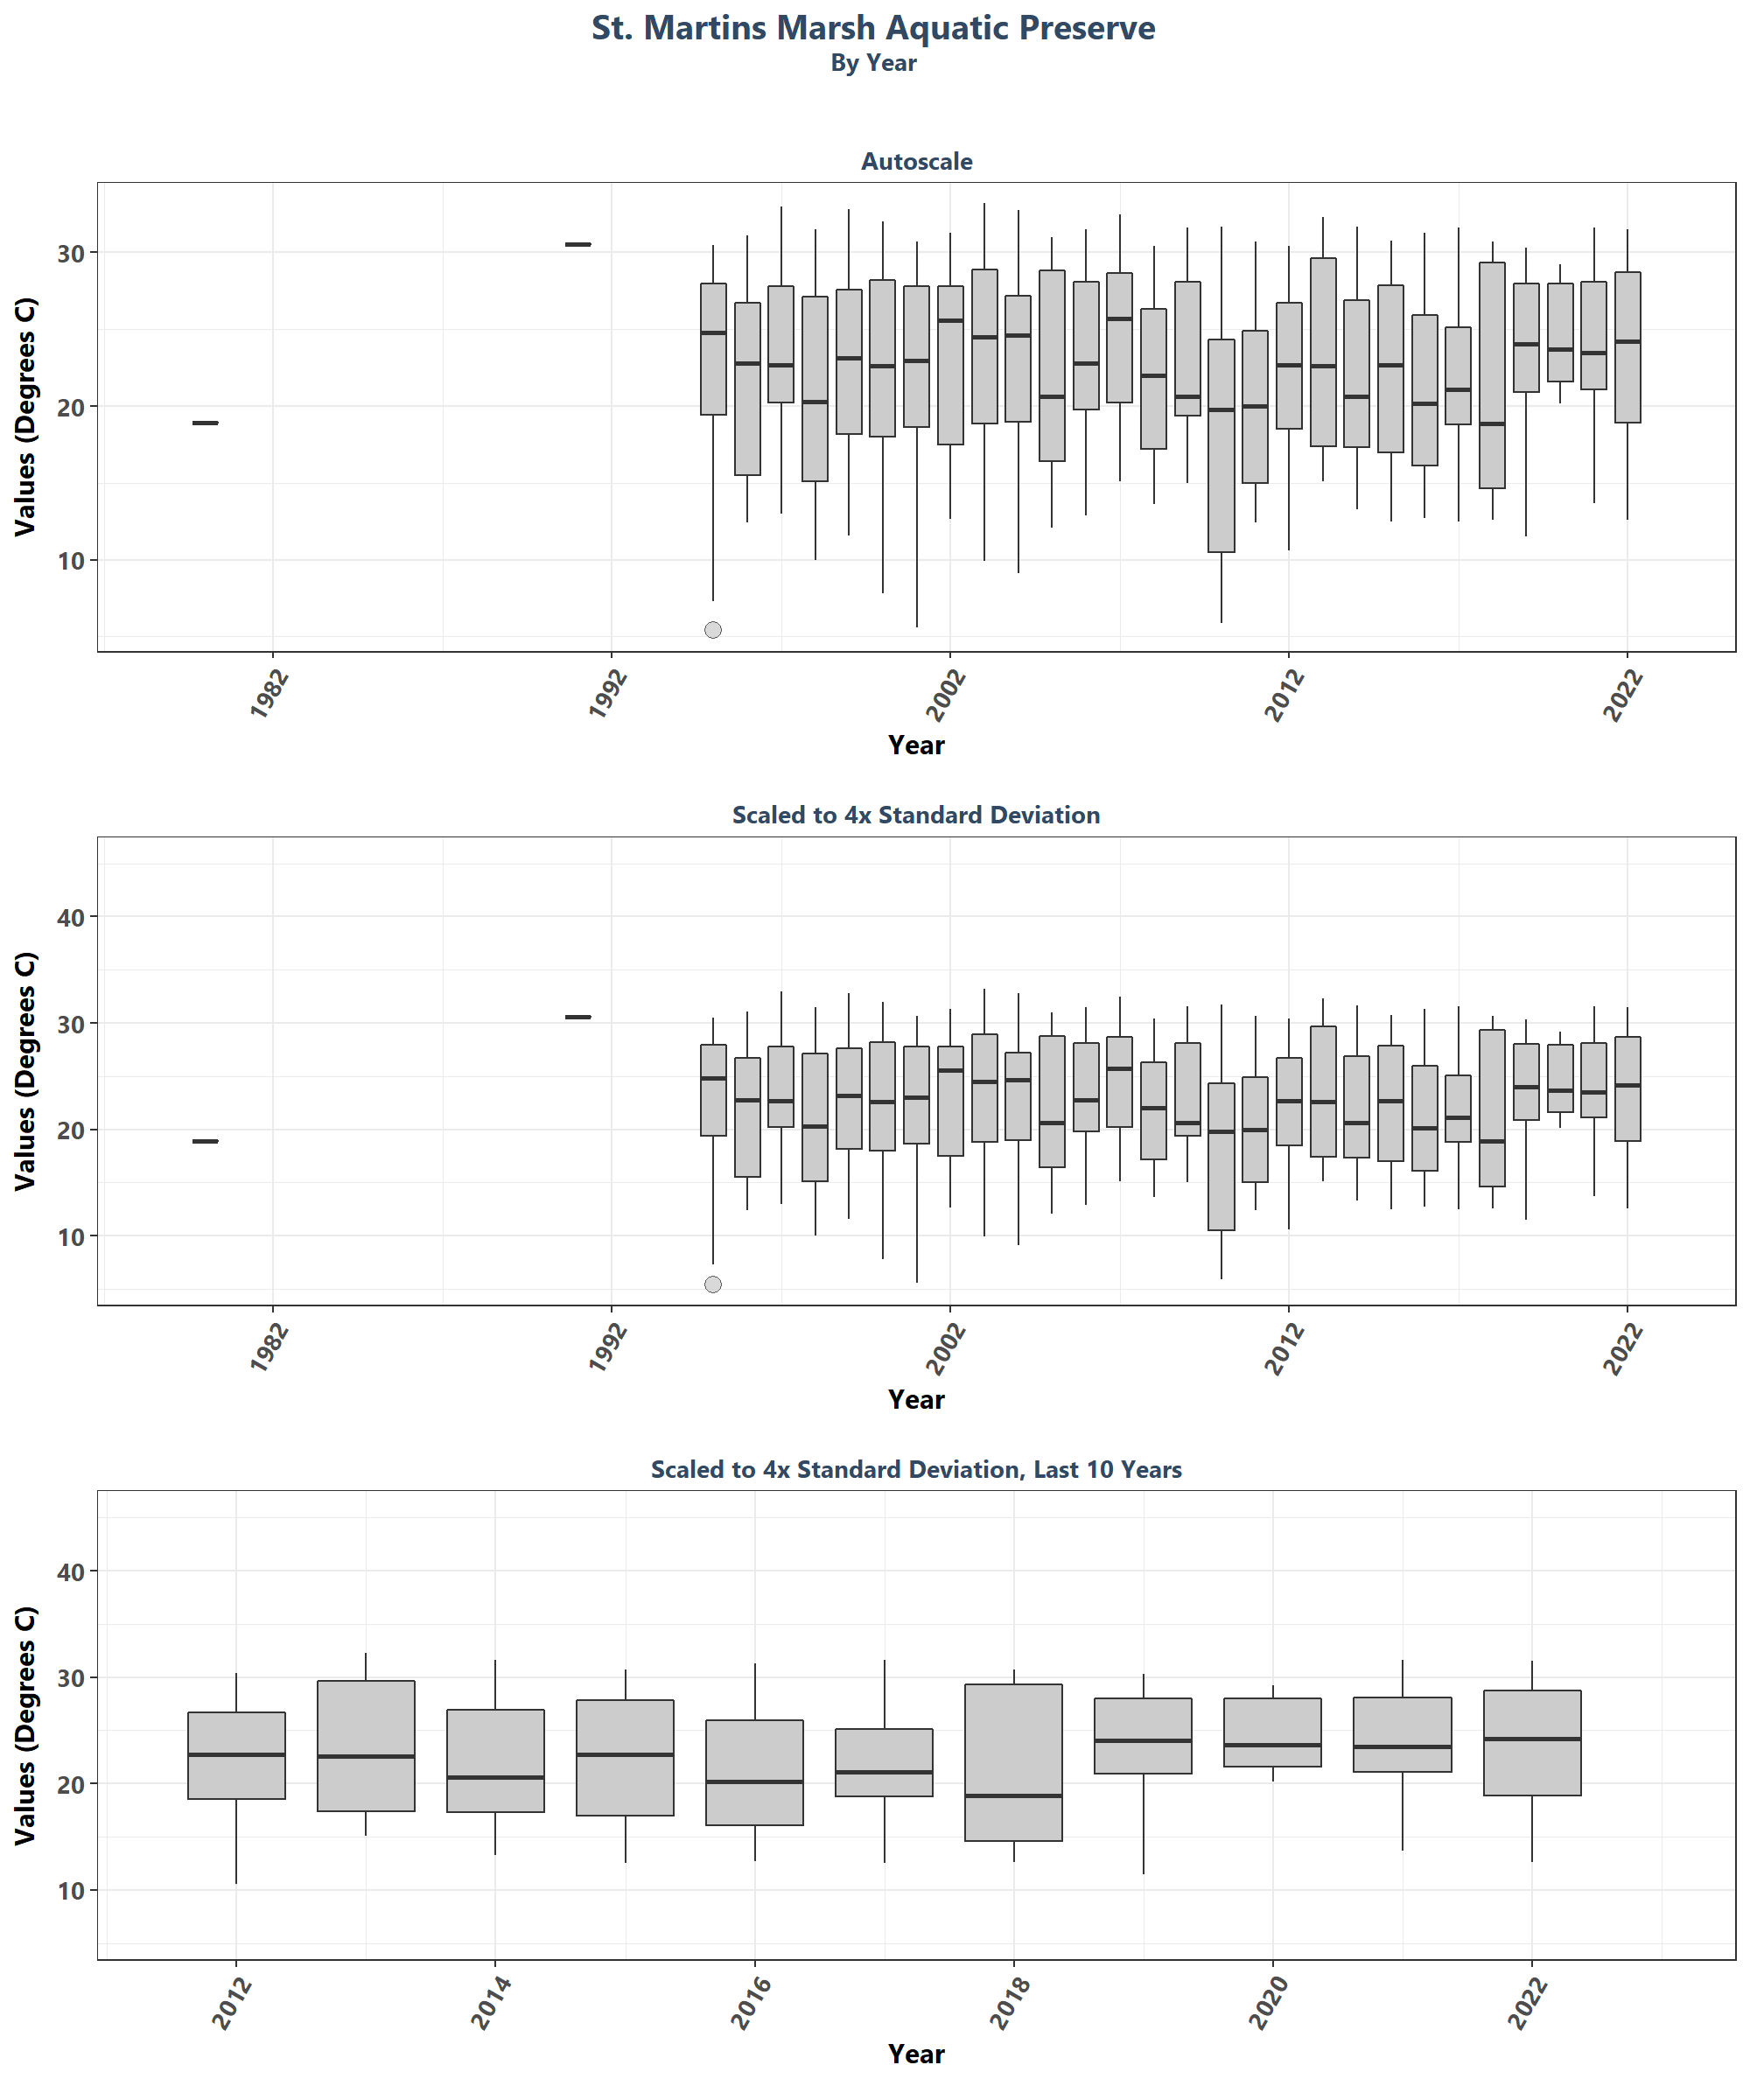 St. Martins Marsh Aquatic Preserve
By Year
Autoscale
Values (Degrees C)
30
20
10
1982
1992
2002
2012
2022
Year
Scaled to 4x Standard Deviation
Values (Degrees C)
40
30
20
10
1982
1992
2002
2012
2022
Year
Scaled to 4x Standard Deviation, Last 10 Years
Values (Degrees C)
40
30
20
10
2012
2014
2016
2018
2020
2022
Year